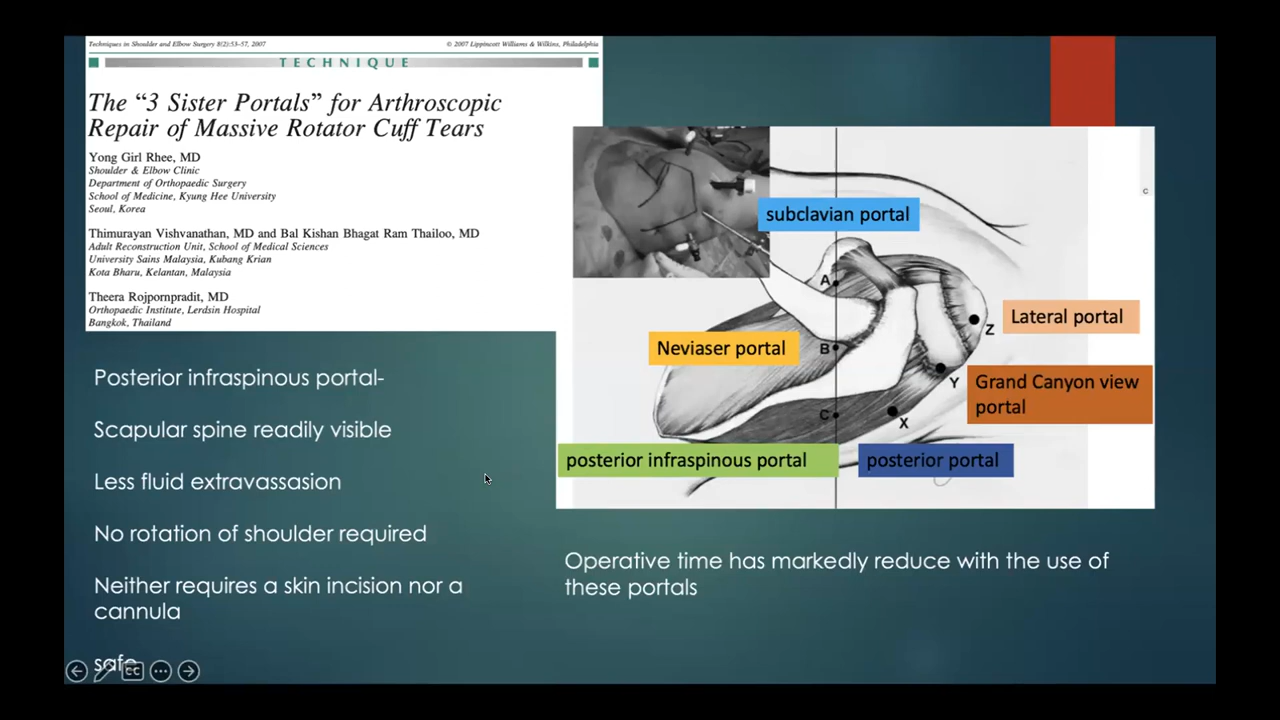 Techniques in Shoulder and Elbow Surgery 8(2):53–57, 2007
© 2007 Lippincott Williams & Wilkins, Philadelphia
TECHNIQUE
The “3 Sister Portals” for Arthroscopic
Repair of Massive Rotator Cuff Tears
Yong Girl Rhee, MD
Shoulder & Elbow Clinic
Department of Orthopaedic Surgery
School of Medicine, Kyung Hee University
Seoul, Korea
Thimurayan Vishvanathan, MD and Bal Kishan Bhagat Ram Thailoo, MD
Adult Reconstruction Unit, School of Medical Sciences
University Sains Malaysia, Kubang Krian
Kota Bharu, Kelantan, Malaysia
Theera Rojpornpradit, MD
Orthopaedic Institute, Lerdsin Hospital
Bangkok, Thailand
Posterior infraspinous portal-
Scapular spine readily visible
Less fluid extravassasion
No rotation of shoulder required
Neither requires a skin incision nor a
cannula
safe
CC
C
subclavian portal
A
Lateral portal
Z
Neviaser portal
B
Y
Grand Canyon view
portal
C
X
posterior infraspinous portal
posterior portal
Operative time has markedly reduce with the use of
these portals